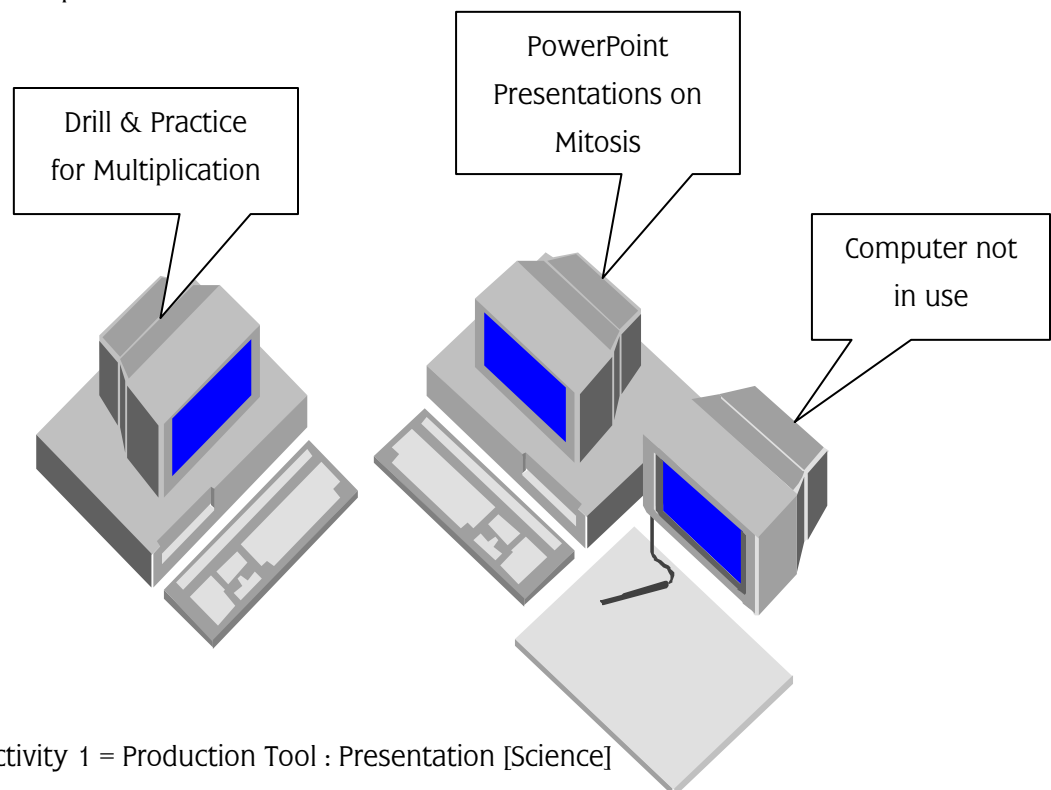 Drill & Practice
for Multiplication
PowerPoint
Presentations on
Mitosis
Computer not
in use
ctivity 1 = Production Tool : Presentation [Science]